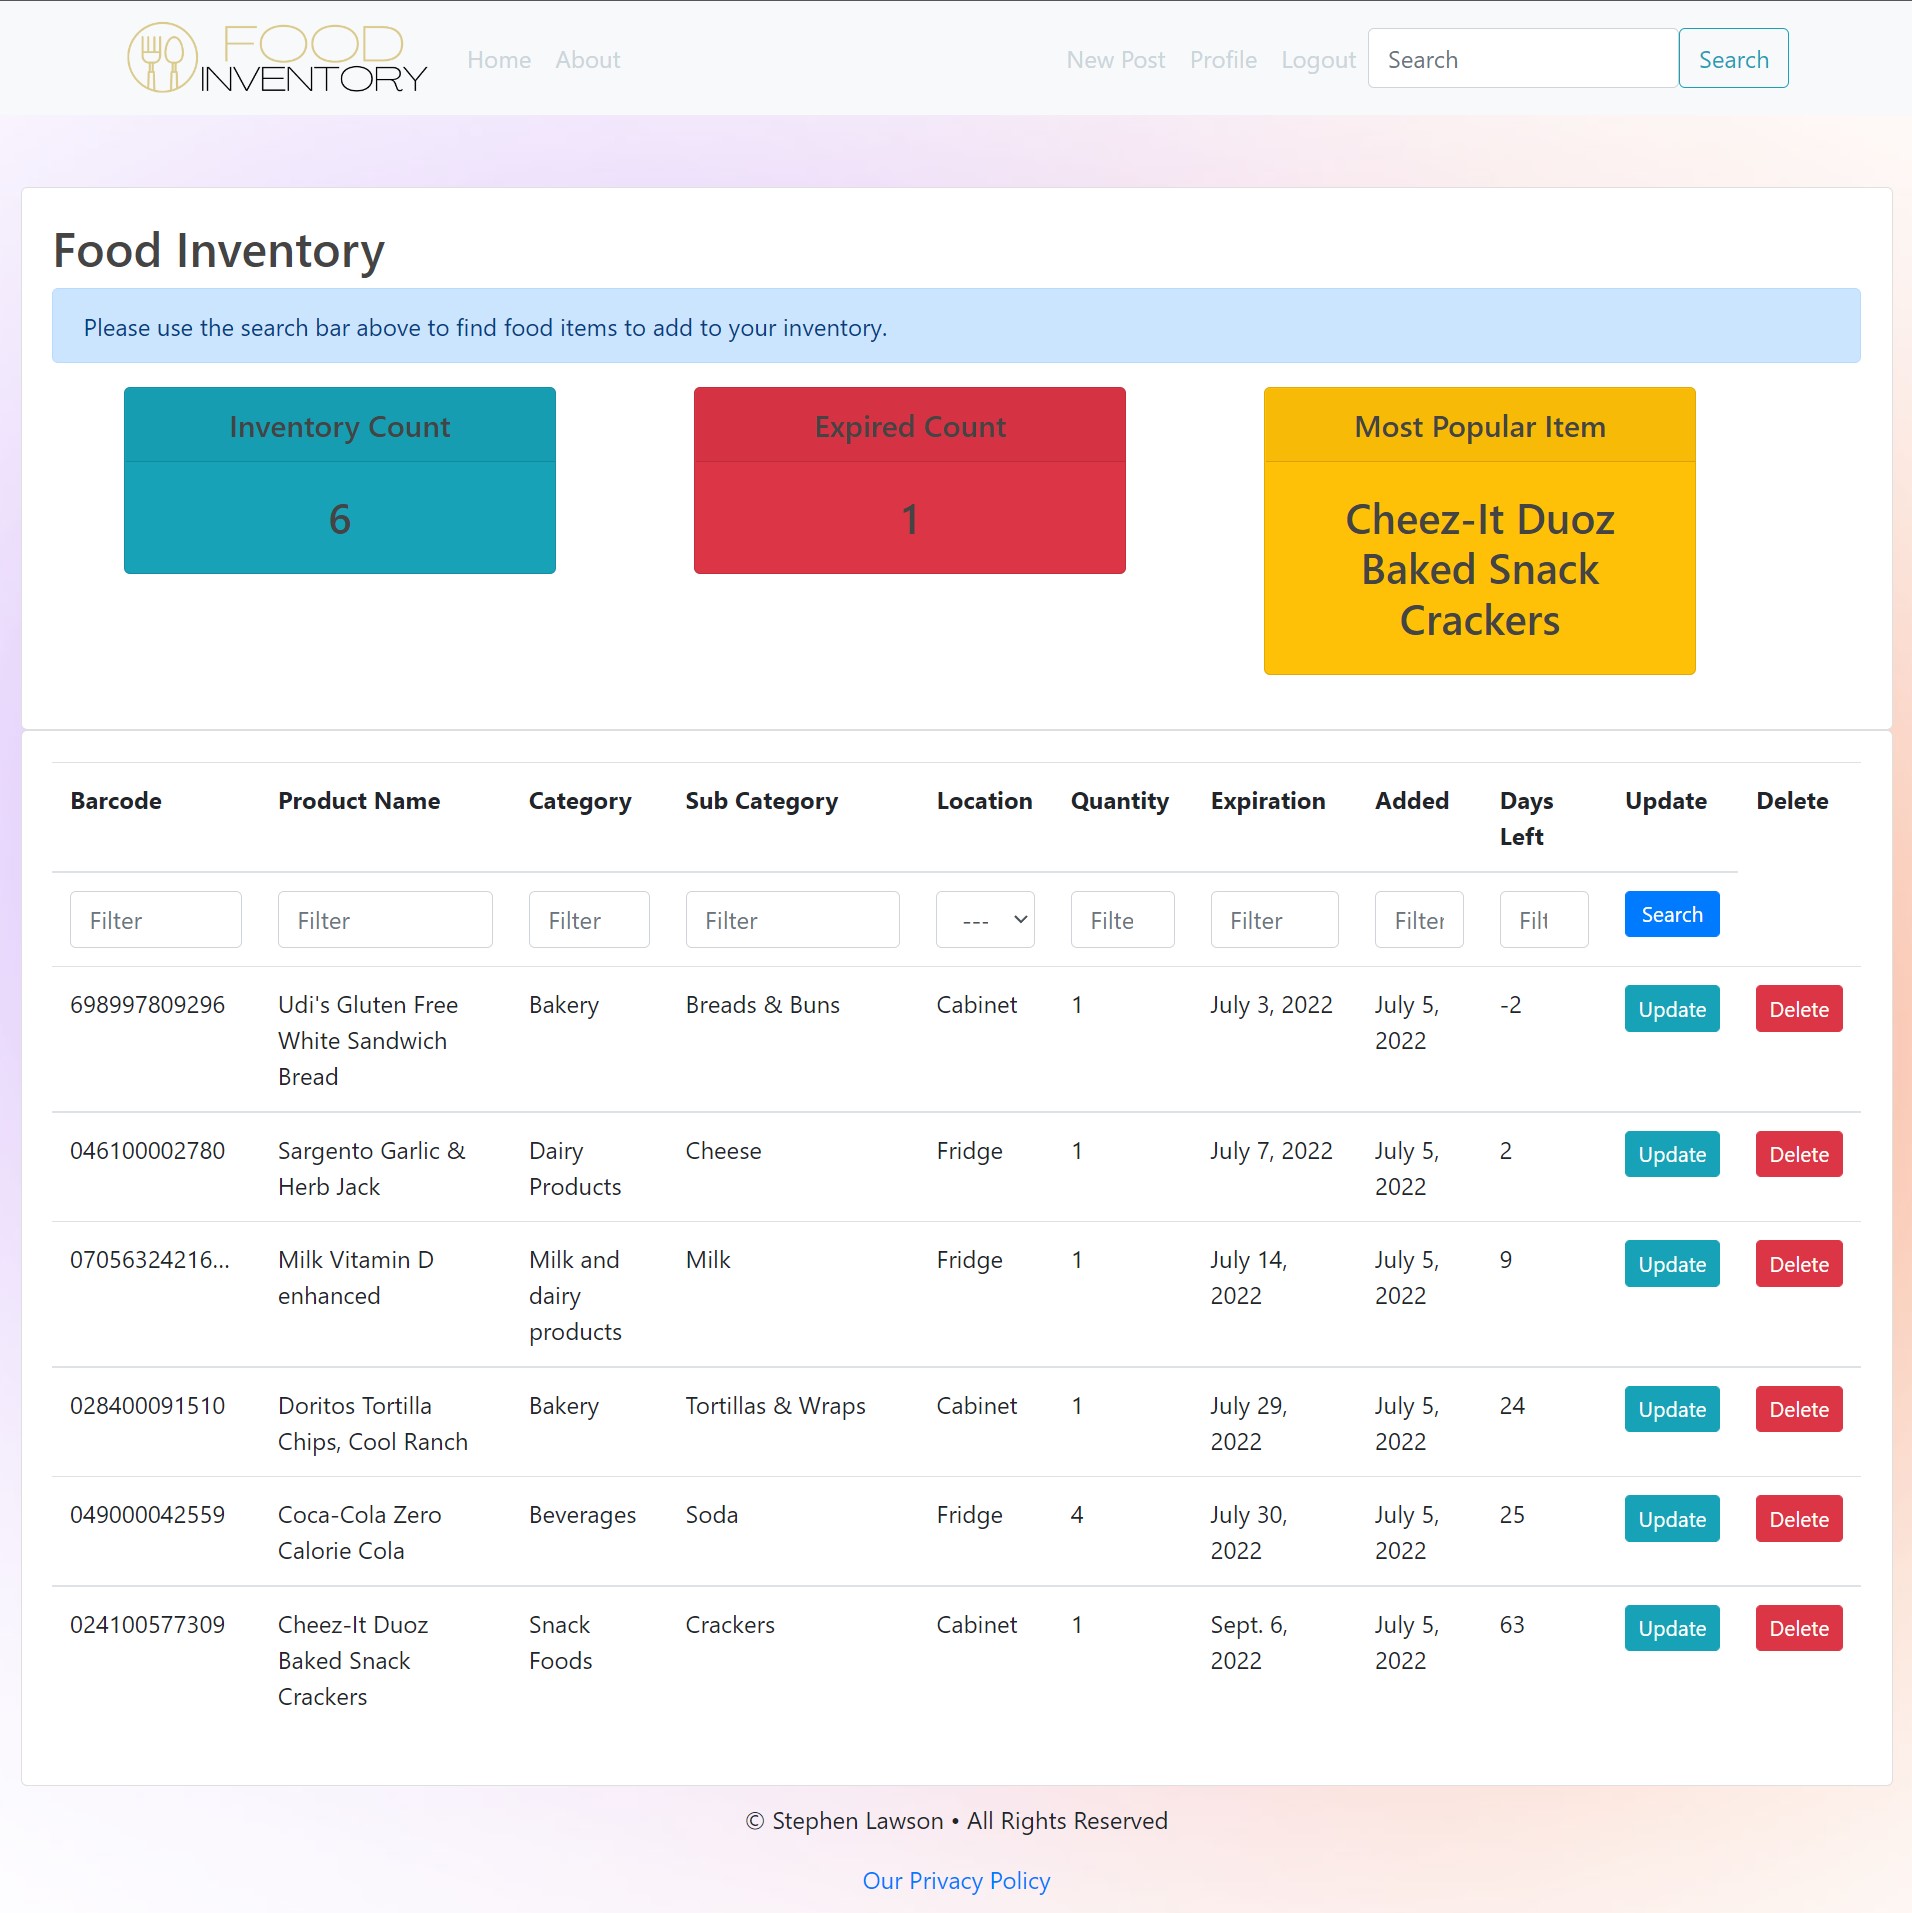 FOOD
INVENTORY
Home About New Post Profile Logout Search Search
Food Inventory
Please use the search bar above to find food items to add to your inventory.
Inventory Count
6
Expired Count
1
Most Popular Item
Cheez-It Duoz
Baked Snack
Crackers
Barcode Product Name Category Sub Category Location Quantity Expiration Added Days Update Delete
Left
Filter Filter Filter Filter --- Filte Filter Filter Filt Search
698997809296 Udi's Gluten Free Bakery Breads & Buns Cabinet 1 July 3, 2022 July 5, -2 Update Delete
White Sandwich 2022
Bread
046100002780 Sargento Garlic & Dairy Cheese Fridge 1 July 7, 2022 July 5, 2 Update Delete
Herb Jack Products 2022
07056324216... Milk Vitamin D Milk and Milk Fridge 1 July 14, July 5, 9 Update Delete
enhanced dairy 2022 2022
products
028400091510 Doritos Tortilla Bakery Tortillas & Wraps Cabinet 1 July 29, July 5, 24 Update Delete
Chips, Cool Ranch 2022 2022
049000042559 Coca-Cola Zero Beverages Soda Fridge 4 July 30, July 5, 25 Update Delete
Calorie Cola 2022 2022
024100577309 Cheez-It Duoz Snack Crackers Cabinet 1 Sept. 6, July 5, 63 Update Delete
Baked Snack Foods 2022 2022
Crackers
© Stephen Lawson • All Rights Reserved
Our Privacy Policy